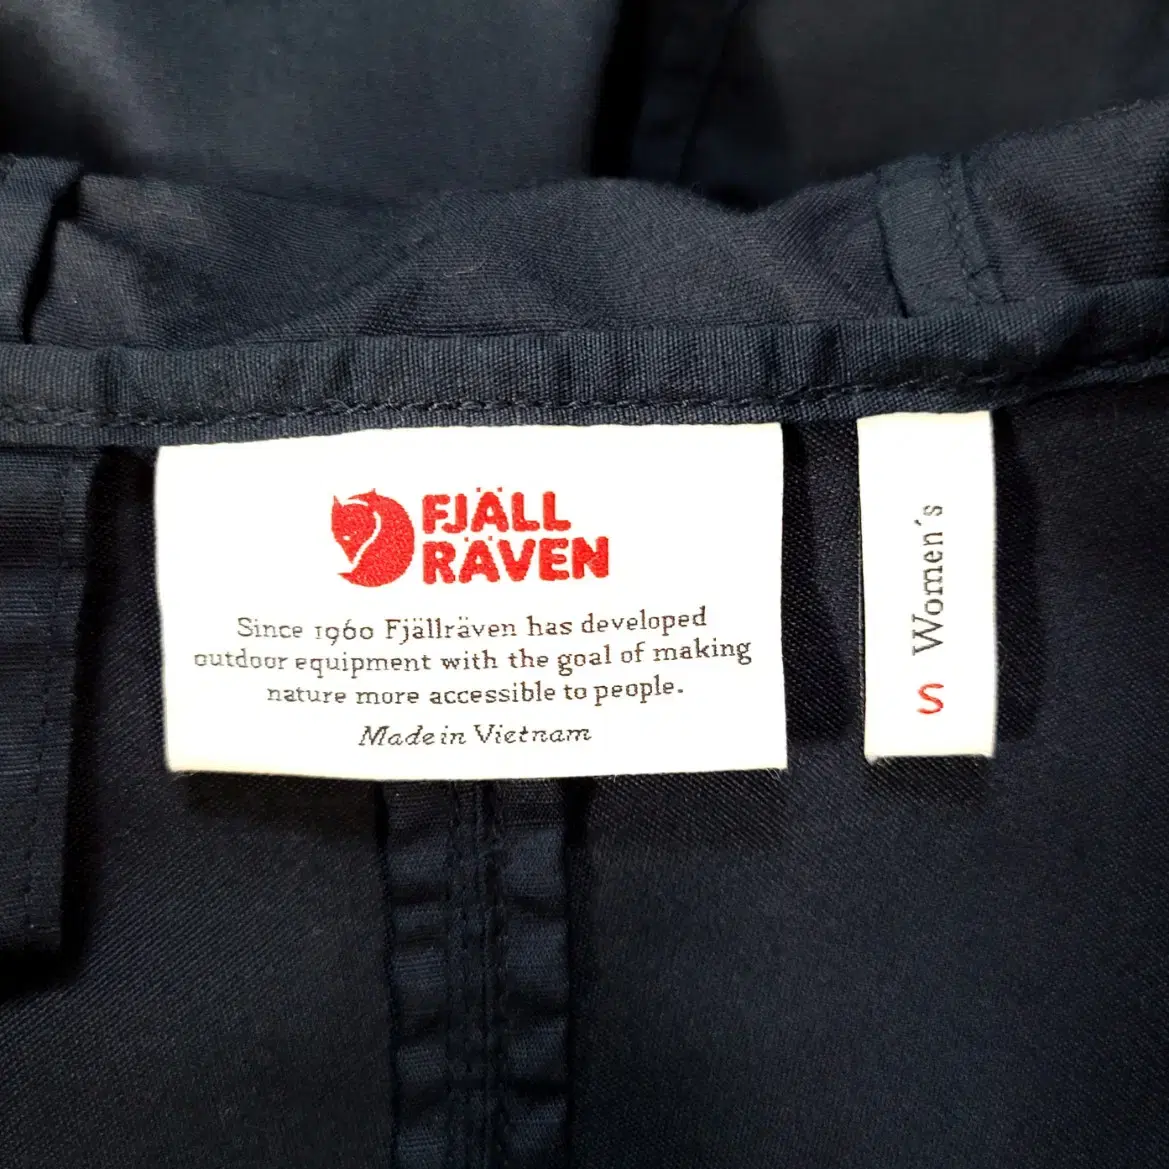 FJÄLL
RÄVEN
Since 1960 Fjällräven has developed
outdoor equipment with the goal of making
nature more accessible to people.
Made in Vietnam
S Women´s